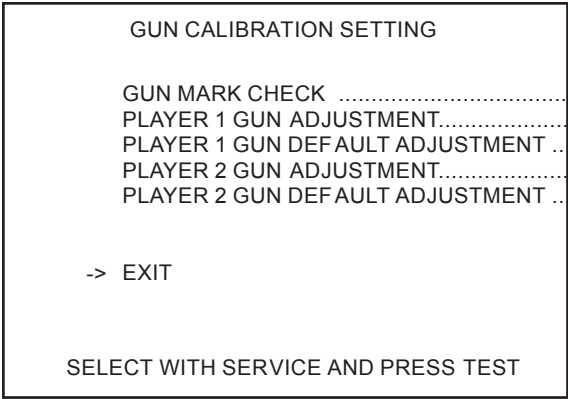 GUN CALIBRATION SETTING
GUN MARK CHECK ...................................
PLAYER 1 GUN ADJUSTMENT....................
PLAYER 1 GUN DEFAULT ADJUSTMENT ..
PLAYER 2 GUN ADJUSTMENT....................
PLAYER 2 GUN DEFAULT ADJUSTMENT ..
-> EXIT
SELECT WITH SERVICE AND PRESS TEST